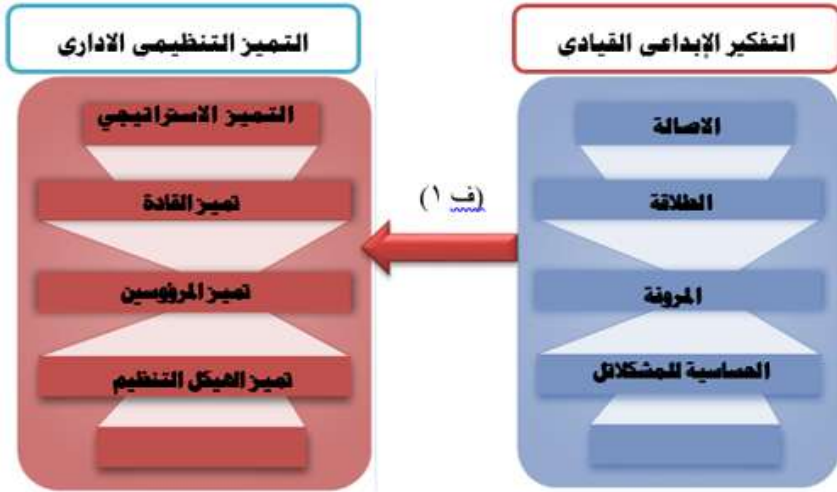 التفكير الإبداعى القيادى
الاصالة
الطلاقة
المرونة
الحساسية للمشكلاتل
(ف ١)
التميز التنظيمى الادارى
التميز الاستراتيجي
تميز القادة
تميز المرؤوسين
تميز الهيكل التنظيم